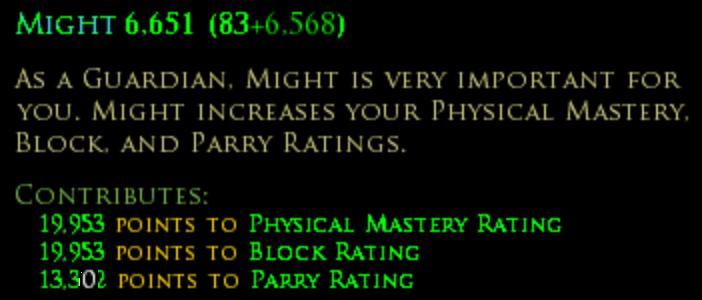 Might 6,651 (83+6,568)
As a Guardian, Might is very important for
you. Might increases your Physical Mastery,
Block, and Parry Ratings.
Contributes:
19,953 points to Physical Mastery Rating
19,953 points to Block Rating
13,302 points to Parry Rating